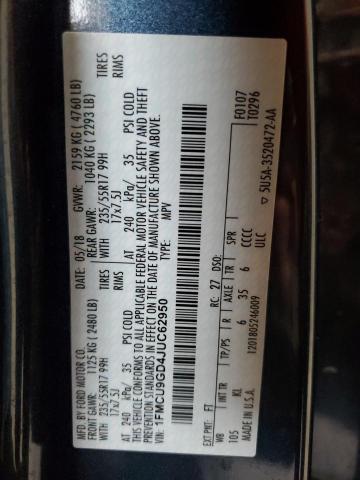 MFD BY FORD MOTOR CO.
DATE: 05/18 GVWR: 2159 KG ( 4760 LB)
FRONT GAWR: 1125 KG ( 2480 LB) REAR GAWR: 1040 KG ( 2293 LB)
235/55R17 99H TIRES WITH 235/55R17 99H TIRES
17x7.5J RIMS 17x7.5J RIMS
AT 240 kPa/ 35 PSI COLD AT 240 kPa/ 35 PSI COLD
THIS VEHICLE CONFORMS TO ALL APPLICABLE FEDERAL MOTOR VEHICLE SAFETY AND THEFT
PREVENTION STANDARDS IN EFFECT ON THE DATE OF MANUFACTURE SHOWN ABOVE.
VIN: 1FMCU9GD4JUC62950 TYPE: MPV
F0107
T0296
EXT PNT: FT RC: 27 DSO:
WB INT TR TP/PS R AXLE TR SPR
105 KL 6 35 6 CCCC
ULC
U.S.A. 1201805246009
5U5A-3520472-AA